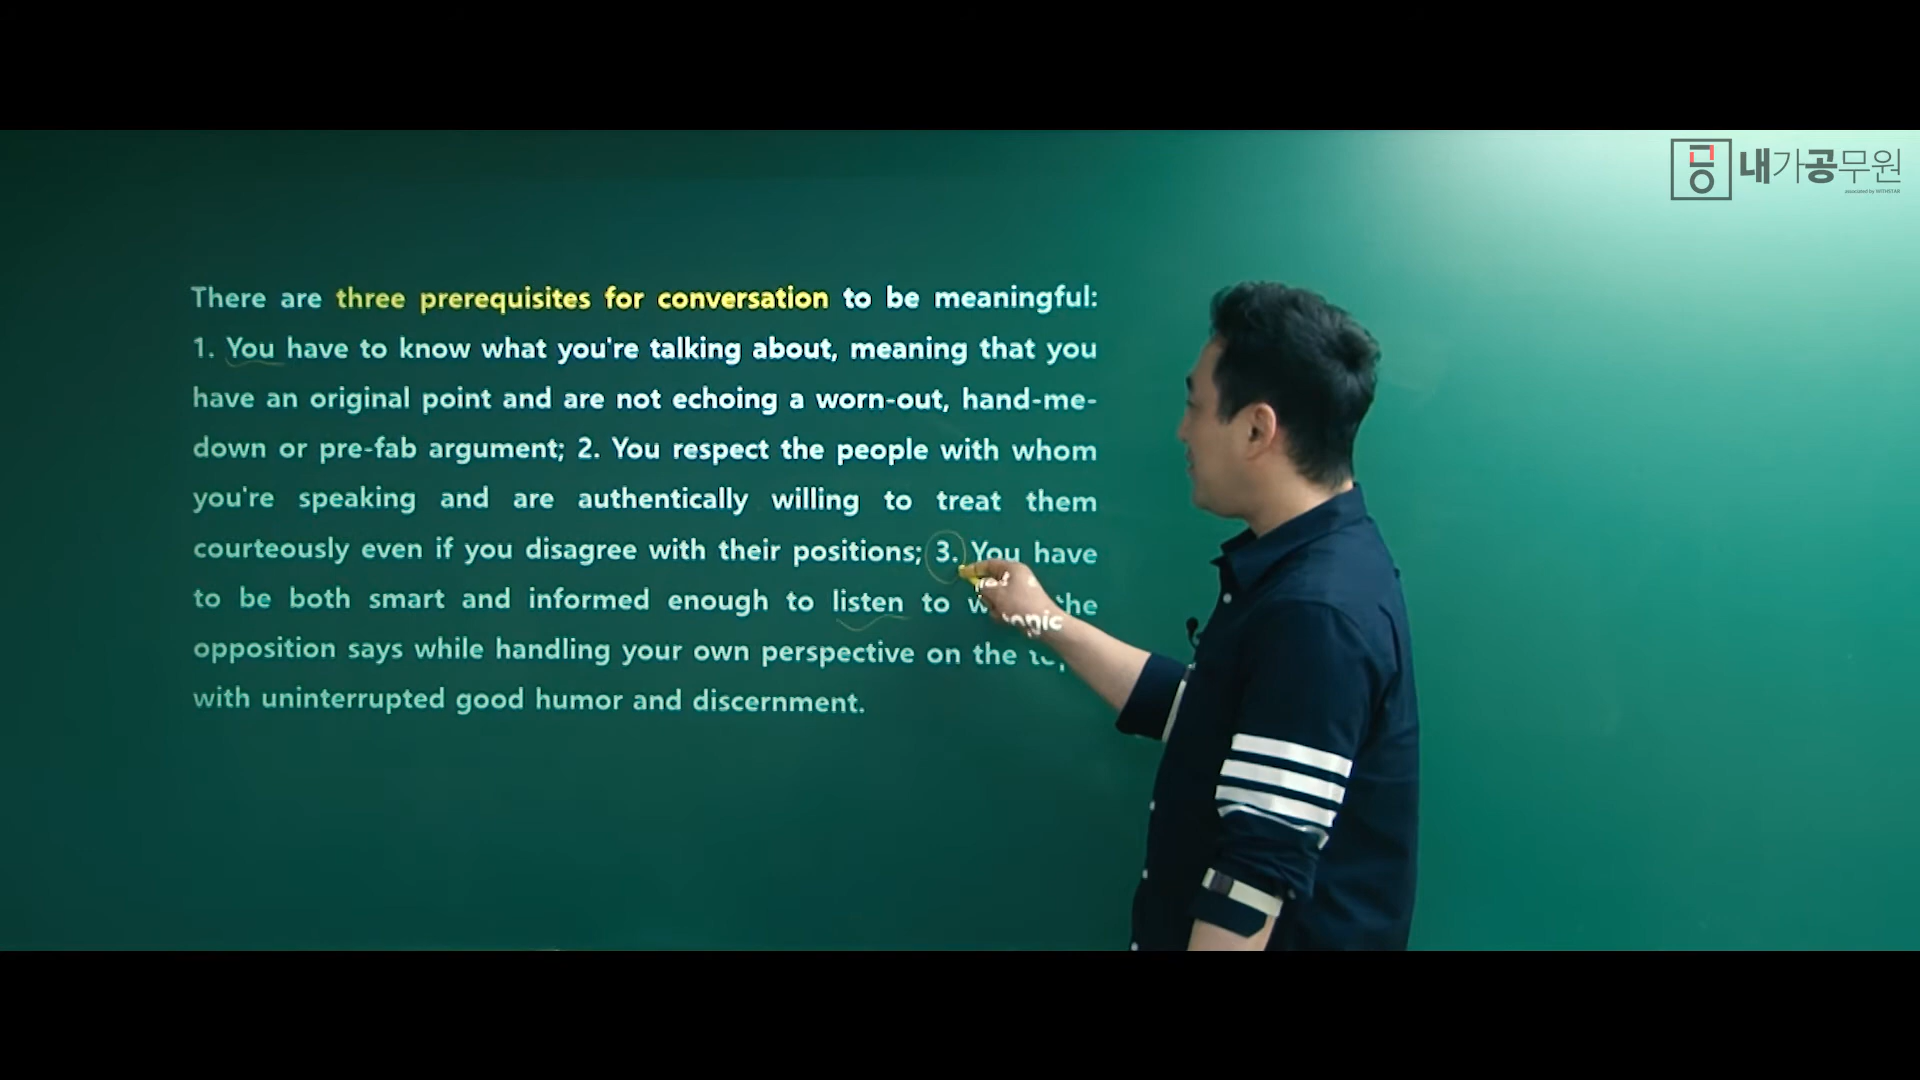 내가공무원
associated by WITHSTAR
There are three prerequisites for conversation to be meaningful:
1. You have to know what you're talking about, meaning that you
have an original point and are not echoing a worn-out, hand-me-
down or pre-fab argument; 2. You respect the people with whom
you're speaking and are authentically willing to treat them
courteously even if you disagree with their positions; 3. You have
to be both smart and informed enough to listen to the
opposition says while handling your own perspective on the
with uninterrupted good humor and discernment.